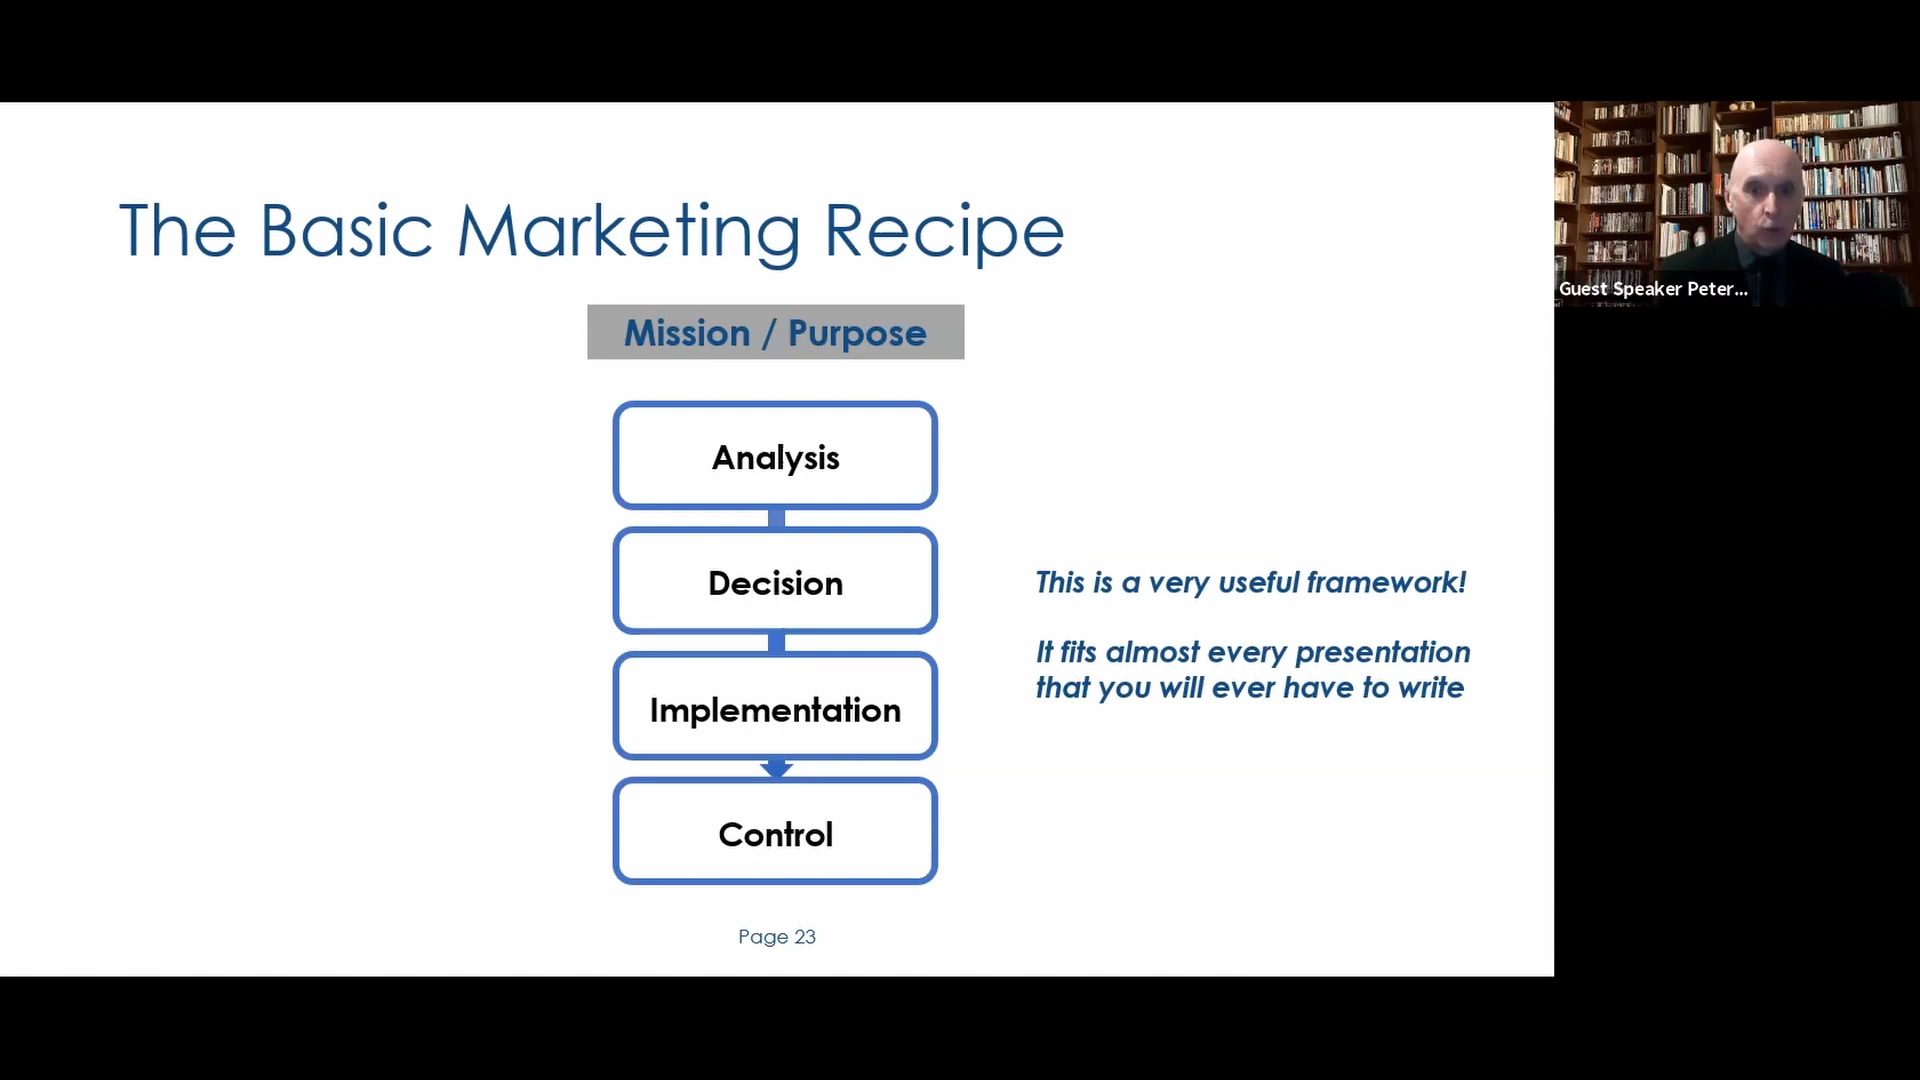 The Basic Marketing Recipe
Mission / Purpose
Analysis
Decision
Implementation
Control
This is a very useful framework!
It fits almost every presentation
that you will ever have to write
Page 23
Guest Speaker Peter...